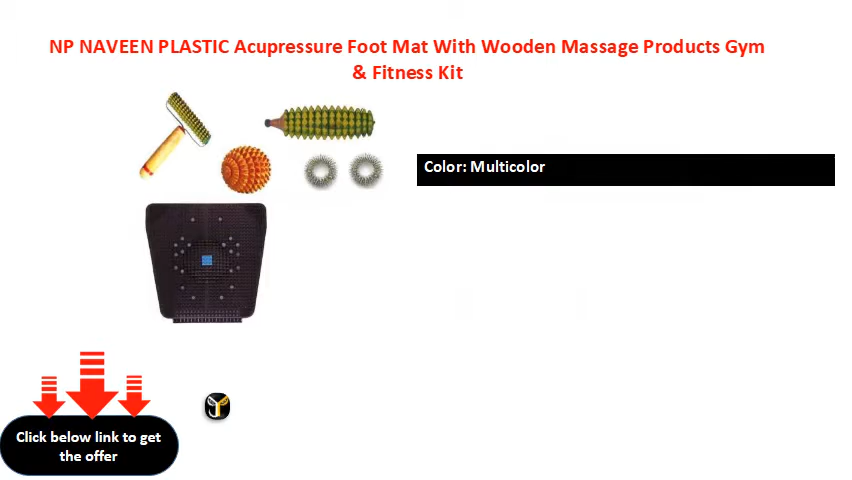 NP NAVEEN PLASTIC Acupressure Foot Mat With Wooden Massage Products Gym
& Fitness Kit
Color: Multicolor
Click below link to get
the offer